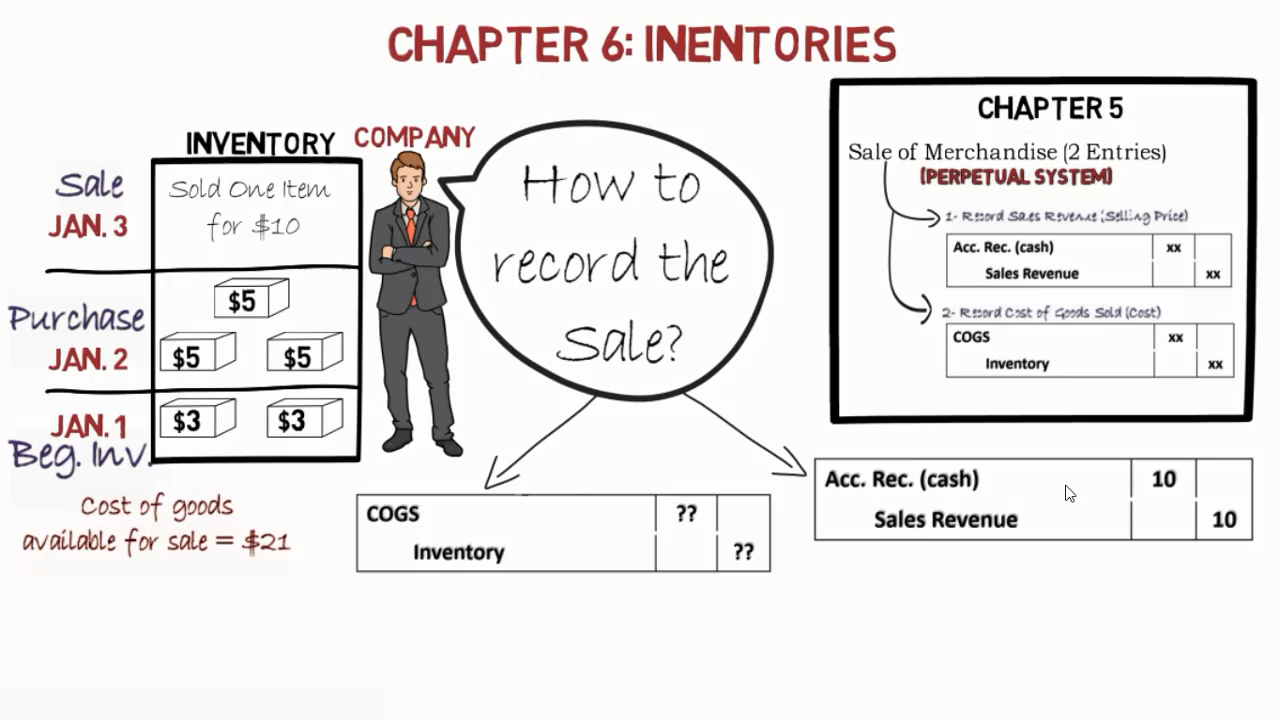 CHAPTER 6: INENTORIES
INVENTORY
COMPANY
Sale
JAN. 3
Sold One Item
for $10
Purchase
JAN. 2
$5
$5
$5
JAN. 1
Beg. Inv.
$3
$3
Cost of goods
available for sale = $21
How to
record the
Sale?
CHAPTER 5
Sale of Merchandise (2 Entries)
(PERPETUAL SYSTEM)
1- Record Sales Revenue (Selling Price)
Acc. Rec. (cash) xx
Sales Revenue xx
2- Record Cost of Goods Sold (Cost)
COGS xx
Inventory xx
COGS ??
Inventory ??
Acc. Rec. (cash) 10
Sales Revenue 10